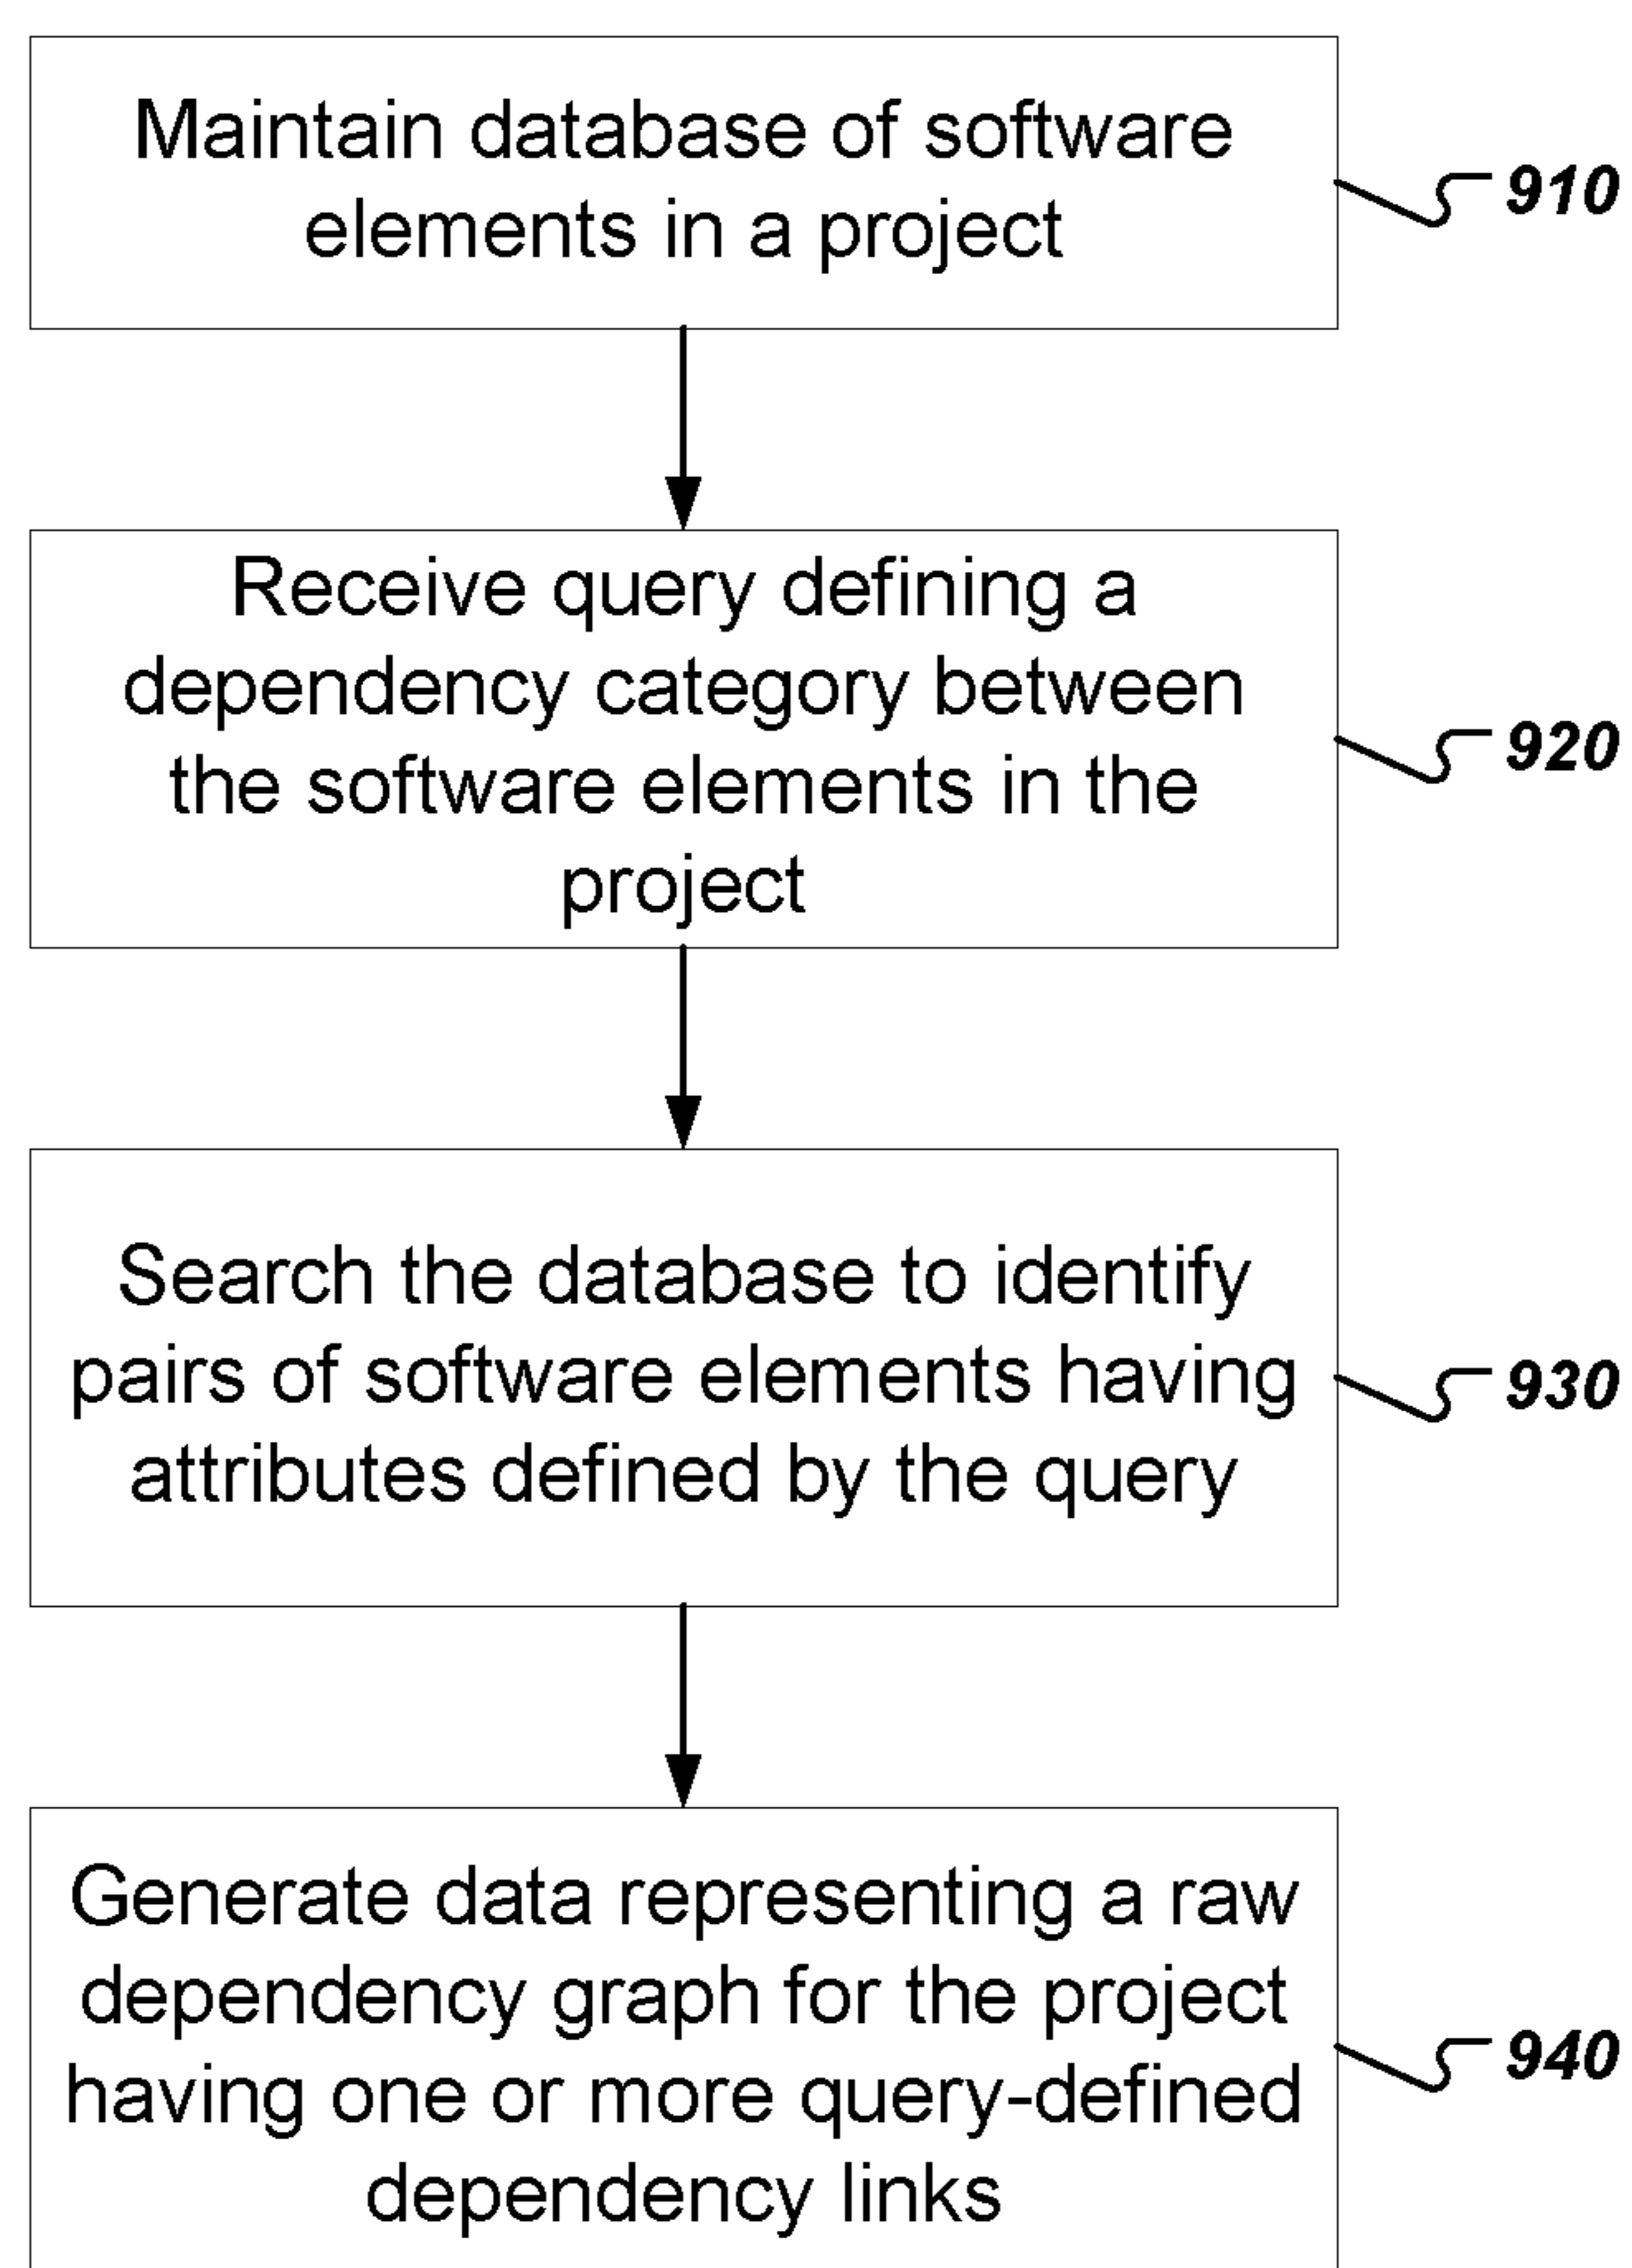 Maintain database of software
elements in a project
910
Receive query defining a
dependency category between
the software elements in the
project
920
Search the database to identify
pairs of software elements having
attributes defined by the query
930
Generate data representing a raw
dependency graph for the project
having one or more query-defined
dependency links
940